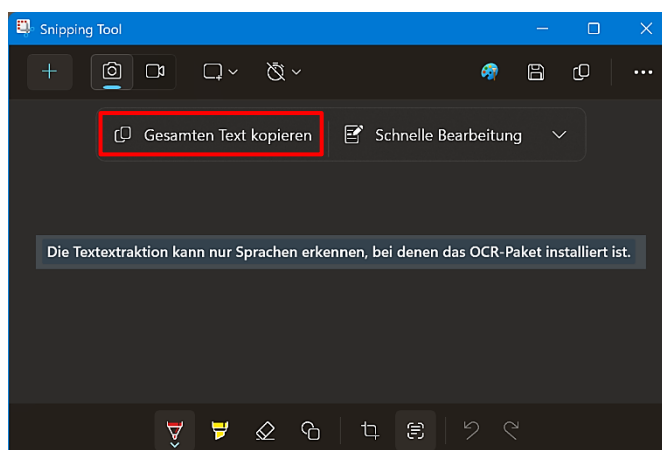 Snipping Tool
Gesamten Text kopieren
Schnelle Bearbeitung
Die Textextraktion kann nur Sprachen erkennen, bei denen das OCR-Paket installiert ist.